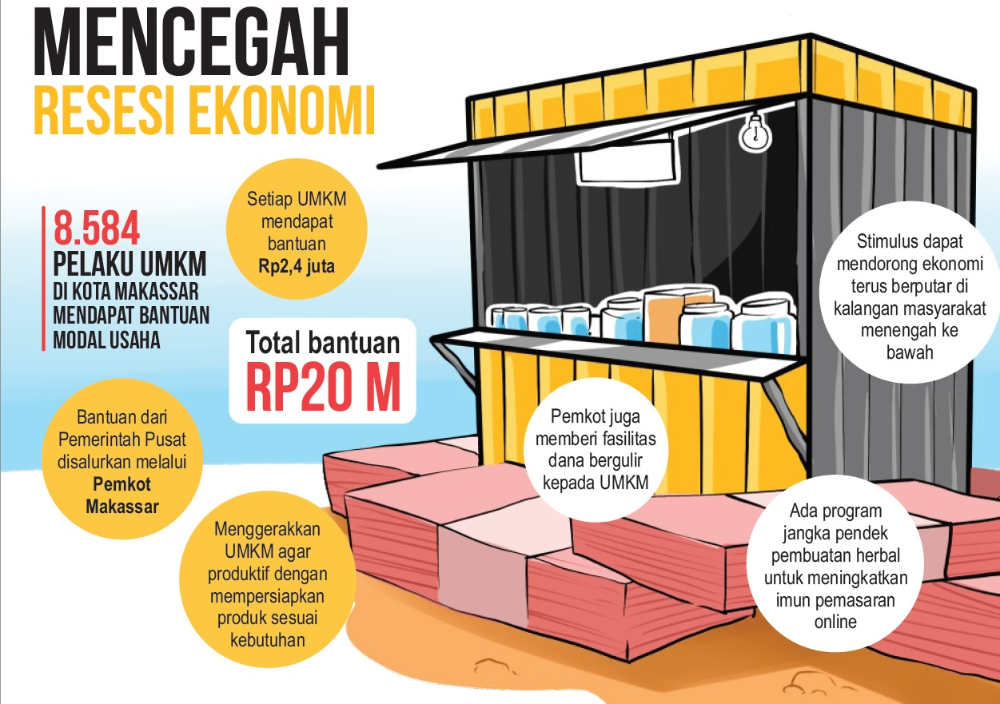 MENCEGAH
RESESI EKONOMI
8.584
PELAKU UMKM
DI KOTA MAKASSAR
MENDAPAT BANTUAN
MODAL USAHA
Setiap UMKM
mendapat
bantuan
Rp2,4 juta
Total bantuan
RP20 M
Bantuan dari
Pemerintah Pusat
disalurkan melalui
Pemkot
Makassar
Menggerakkan
UMKM agar
produktif dengan
mempersiapkan
produk sesuai
kebutuhan
Pemkot juga
memberi fasilitas
dana bergulir
kepada UMKM
Stimulus dapat
mendorong ekonomi
terus berputar di
kalangan masyarakat
menengah ke
bawah
Ada program
jangka pendek
pembuatan herbal
untuk meningkatkan
imun pemasaran
online